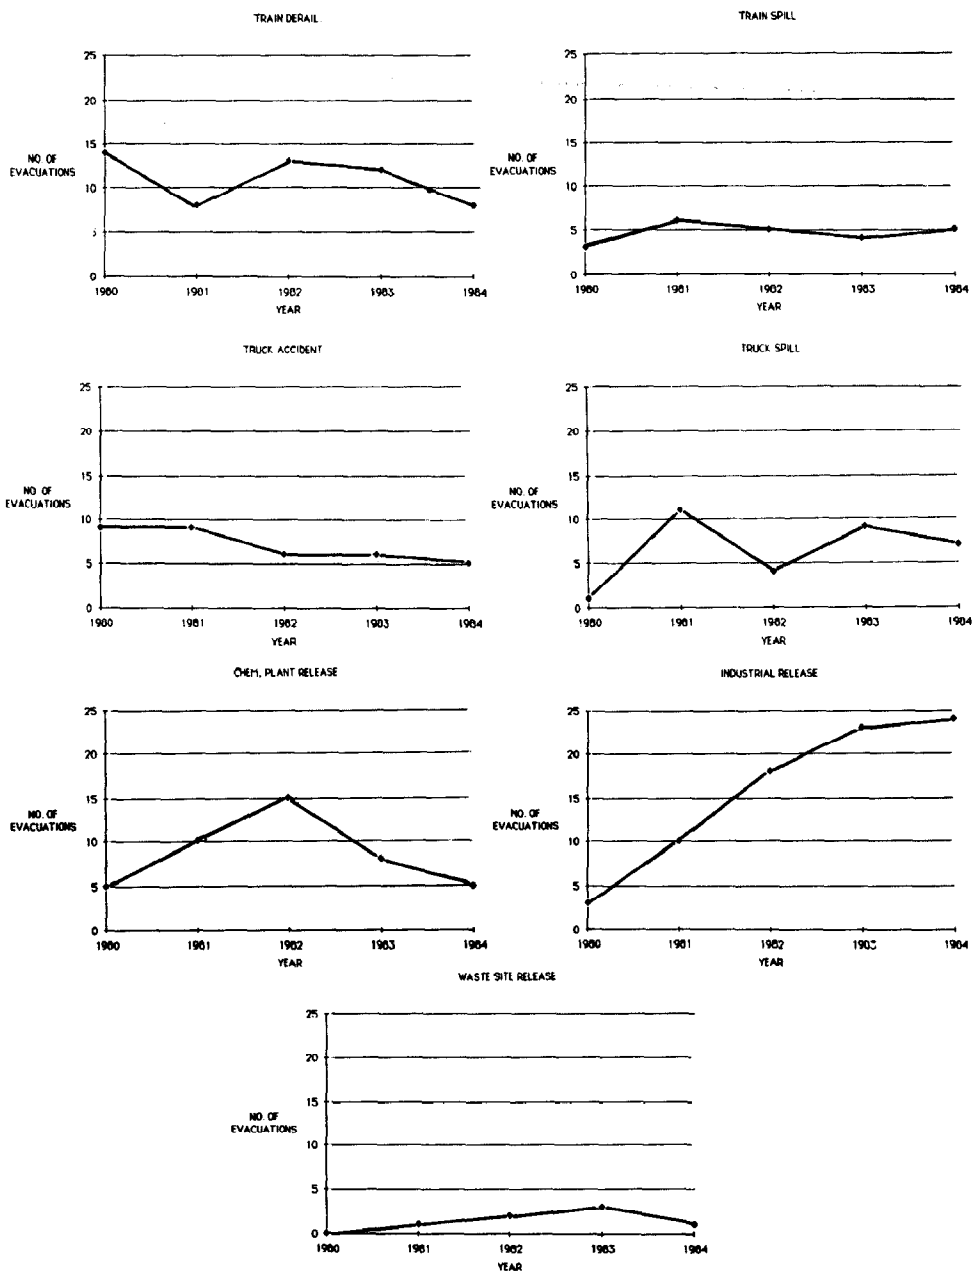 TRAIN DERAIL.
25
20
15
10
5
0
NO. OF
EVACUATIONS
1980 1981 1982 1983 1984
YEAR
TRAIN SPILL
25
20
15
10
5
0
NO. OF
EVACUATIONS
1980 1981 1982 1983 1984
YEAR
TRUCK ACCIDENT
25
20
15
10
5
0
NO. OF
EVACUATIONS
1980 1981 1982 1983 1984
YEAR
TRUCK SPILL
25
20
15
10
5
0
NO. OF
EVACUATIONS
1980 1981 1982 1983 1984
YEAR
CHEM. PLANT RELEASE
25
20
15
10
5
0
NO. OF
EVACUATIONS
1980 1981 1982 1983 1984
YEAR
INDUSTRIAL RELEASE
25
20
15
10
5
0
NO. OF
EVACUATIONS
1980 1981 1982 1983 1984
YEAR
WASTE SITE RELEASE
25
20
15
10
5
0
NO. OF
EVACUATIONS
1980 1981 1982 1983 1984
YEAR